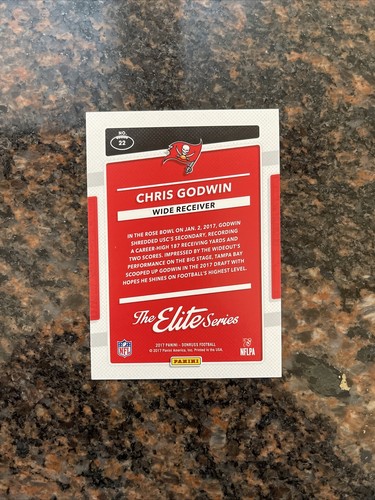 NO.
22
CHRIS GODWIN
WIDE RECEIVER
IN THE ROSE BOWL ON JAN. 2, 2017, GODWIN
SHREDDED USC'S SECONDARY, RECORDING
A CAREER-HIGH 187 RECEIVING YARDS AND
TWO SCORES. IMPRESSED BY THE WIDEOUT'S
PERFORMANCE ON THE BIG STAGE, TAMPA BAY
SCOOPED UP GODWIN IN THE 2017 DRAFT WITH
HOPES HE SHINES ON FOOTBALL'S HIGHEST LEVEL.
The Elite Series
NFL
2017 PANINI - DONRUSS FOOTBALL
© 2017 Panini America, Inc. Printed in the USA.
PANINI
NFLPA